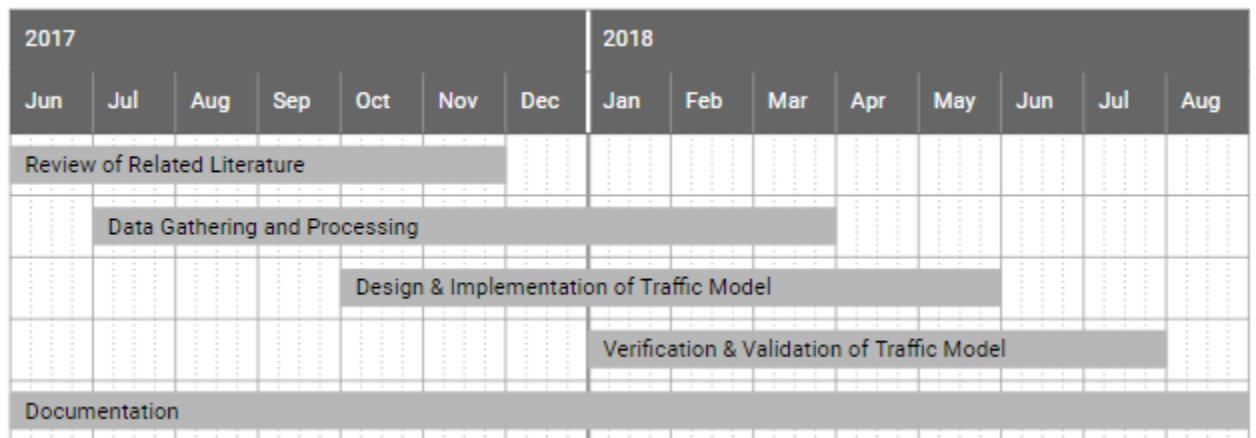 2017 2018
Jun Jul Aug Sep Oct Nov Dec Jan Feb Mar Apr May Jun Jul Aug
Review of Related Literature
Data Gathering and Processing
Design & Implementation of Traffic Model
Verification & Validation of Traffic Model
Documentation